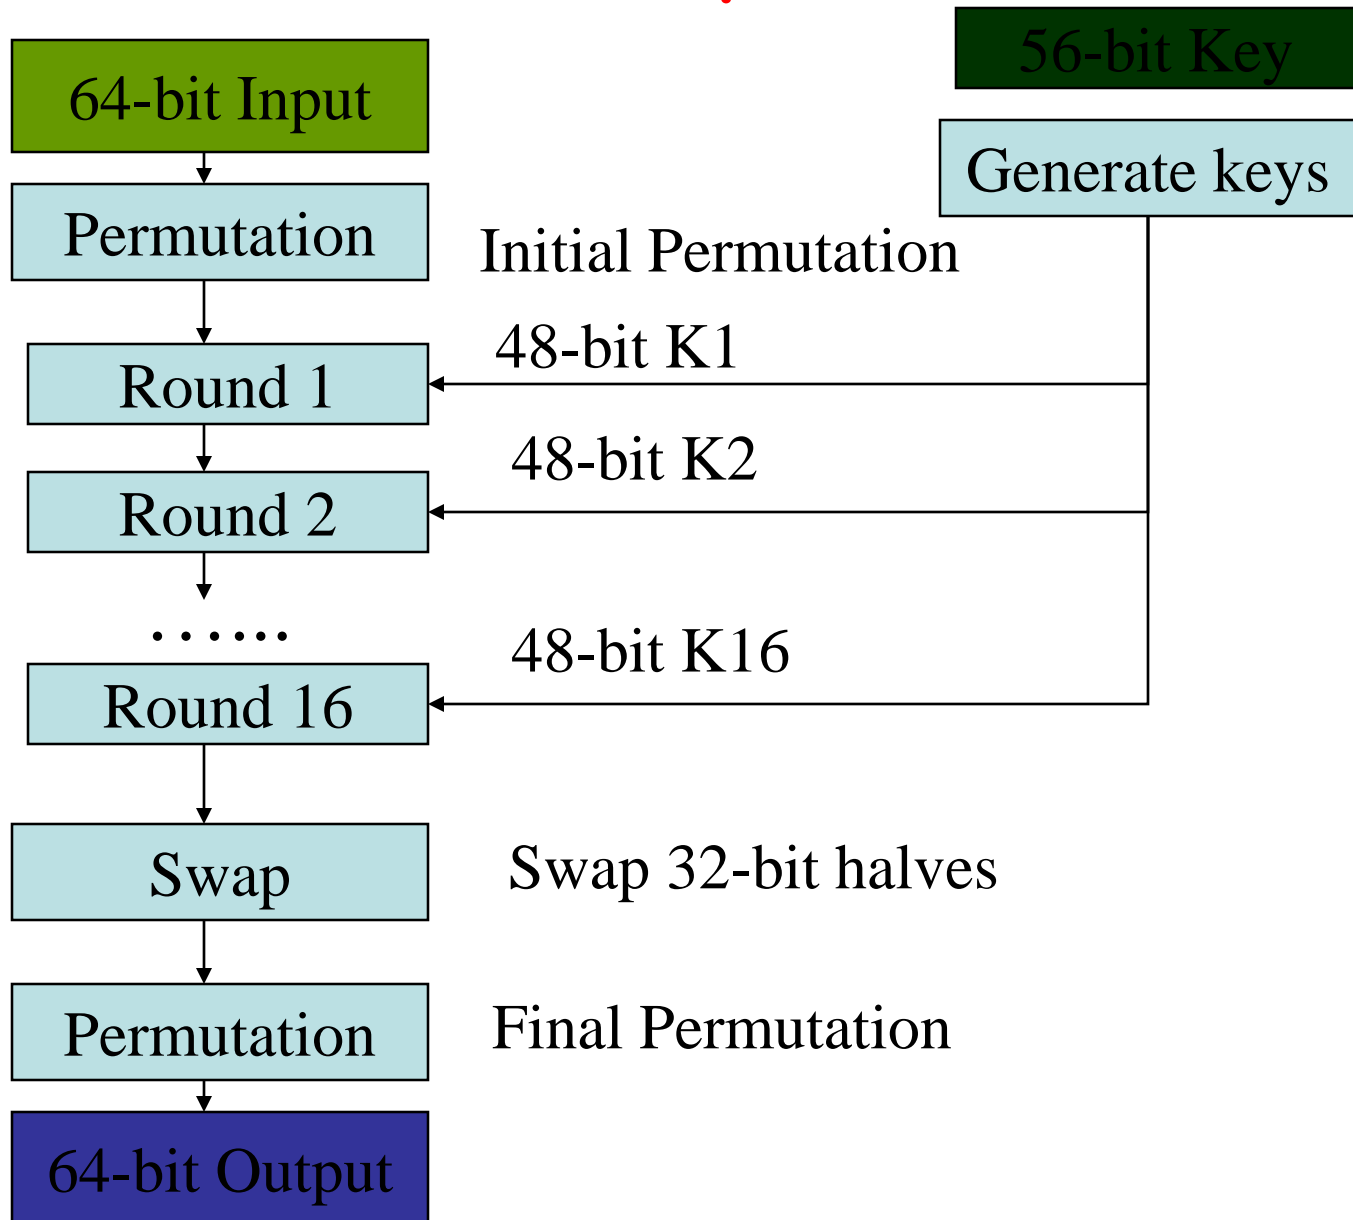 56-bit Key
64-bit Input
Generate keys
Permutation
Initial Permutation
48-bit K1
Round 1
48-bit K2
Round 2
…...
48-bit K16
Round 16
Swap
Swap 32-bit halves
Permutation
Final Permutation
64-bit Output